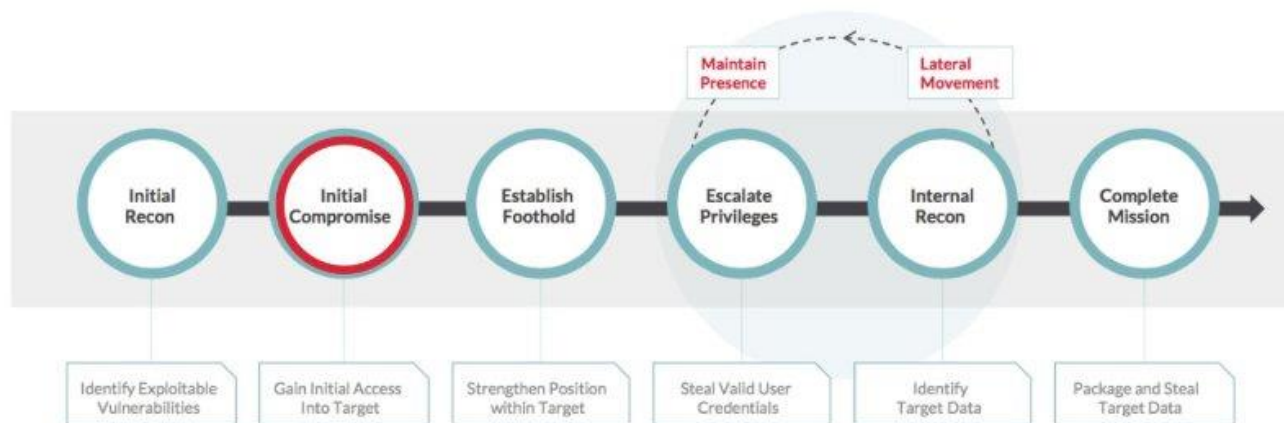 Maintain
Presence
Lateral
Movement
Initial
Recon
Initial
Compromise
Establish
Foothold
Escalate
Privileges
Internal
Recon
Complete
Mission
Identify Exploitable
Vulnerabilities
Gain Initial Access
Into Target
Strengthen Position
within Target
Steal Valid User
Credentials
Identify
Target Data
Package and Steal
Target Data